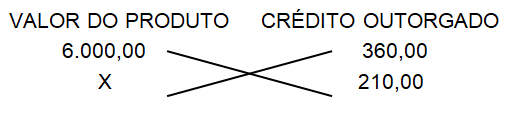 VALOR DO PRODUTO CRÉDITO OUTORGADO
6.000,00 360,00
X 210,00